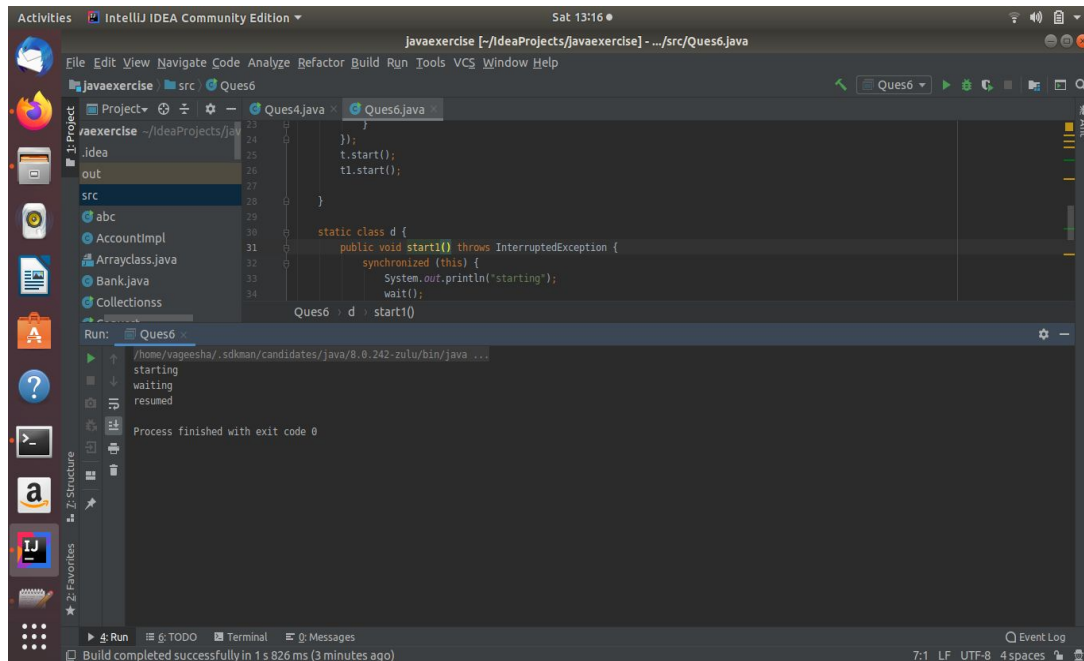 Activities IntelliJ IDEA Community Edition Sat 13:16
javaexercise [~/IdeaProjects/javaexercise] - .../src/Ques6.java
File Edit View Navigate Code Analyze Refactor Build Run Tools VCS Window Help
javaexercise src Ques6 Ques6
1: Project
Project Ques4.java Ques6.java
vaexercise ~/IdeaProjects/jav
.idea
out
src
abc
AccountImpl
Arrayclass.java
Bank.java
Collectionss
23 }
24 });
25 t.start();
26 t1.start();
27
28 }
29
30 static class d {
31 public void start1() throws InterruptedException {
32 synchronized (this) {
33 System.out.println("starting");
34 wait();
Ques6 d start1()
Run: Ques6
/home/vageesha/.sdkman/candidates/java/8.0.242-zulu/bin/java ...
starting
waiting
resumed
Process finished with exit code 0
Z: Structure
2: Favorites
4: Run 6: TODO Terminal 0: Messages Event Log
Build completed successfully in 1 s 826 ms (3 minutes ago) 7:1 LF UTF-8 4 spaces